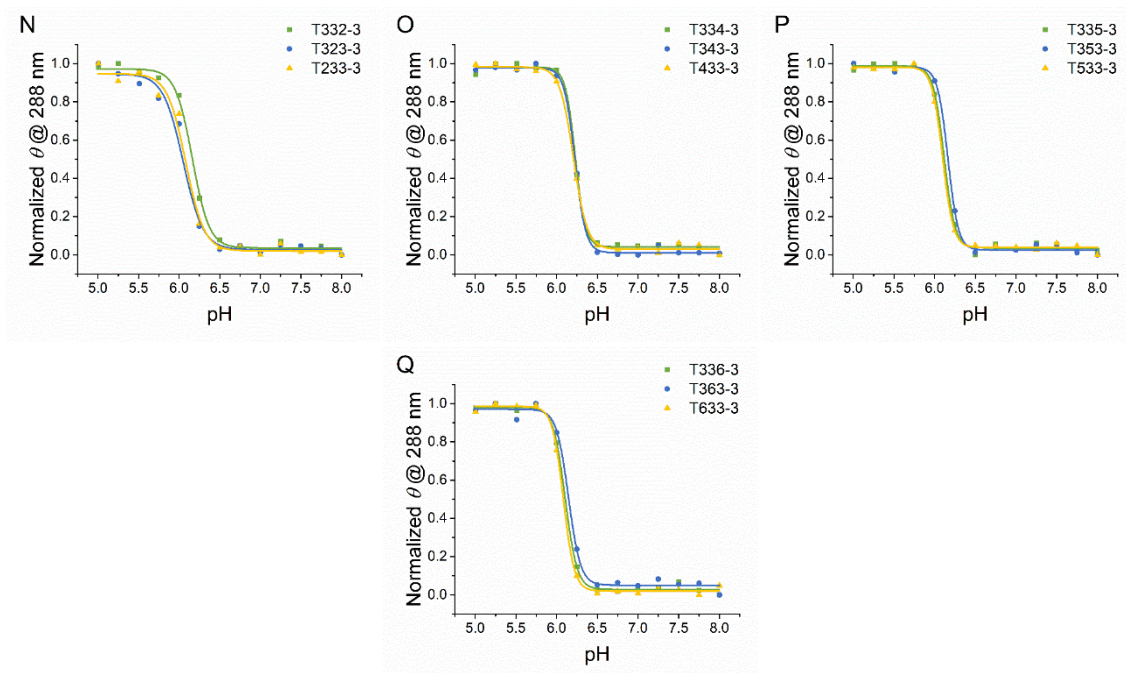 N
T332-3
T323-3
T233-3
1.0
0.8
0.6
0.4
0.2
0.0
Normalized θ @ 288 nm
5.0 5.5 6.0 6.5 7.0 7.5 8.0
pH
O
T334-3
T343-3
T433-3
1.0
0.8
0.6
0.4
0.2
0.0
Normalized θ @ 288 nm
5.0 5.5 6.0 6.5 7.0 7.5 8.0
pH
P
T335-3
T353-3
T533-3
1.0
0.8
0.6
0.4
0.2
0.0
Normalized θ @ 288 nm
5.0 5.5 6.0 6.5 7.0 7.5 8.0
pH
Q
T336-3
T363-3
T633-3
1.0
0.8
0.6
0.4
0.2
0.0
Normalized θ @ 288 nm
5.0 5.5 6.0 6.5 7.0 7.5 8.0
pH